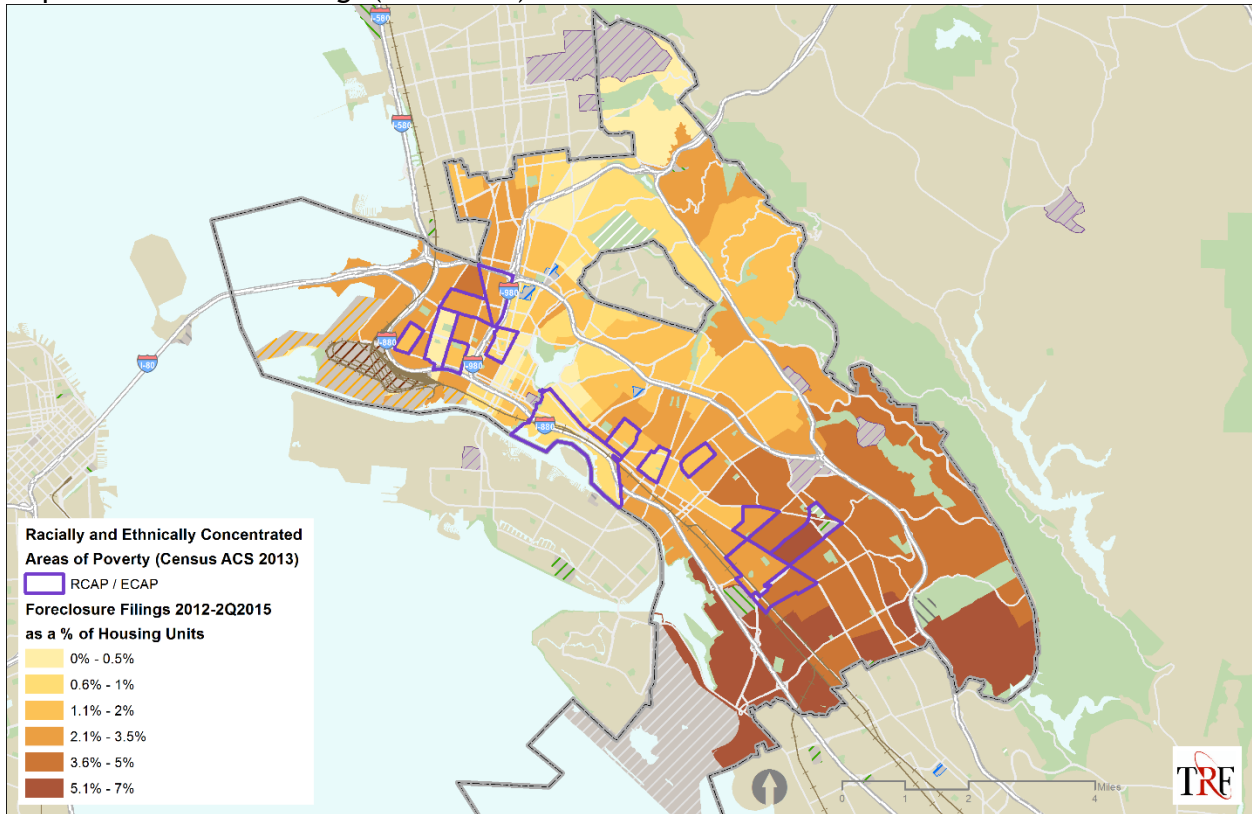 I-580
I-580
I-980
I-880
I-980
I-80
I-880
Racially and Ethnically Concentrated
Areas of Poverty (Census ACS 2013)
RCAP / ECAP
Foreclosure Filings 2012-2Q2015
as a % of Housing Units
0% - 0.5%
0.6% - 1%
1.1% - 2%
2.1% - 3.5%
3.6% - 5%
5.1% - 7%
Miles
0 1 2 4
TRF